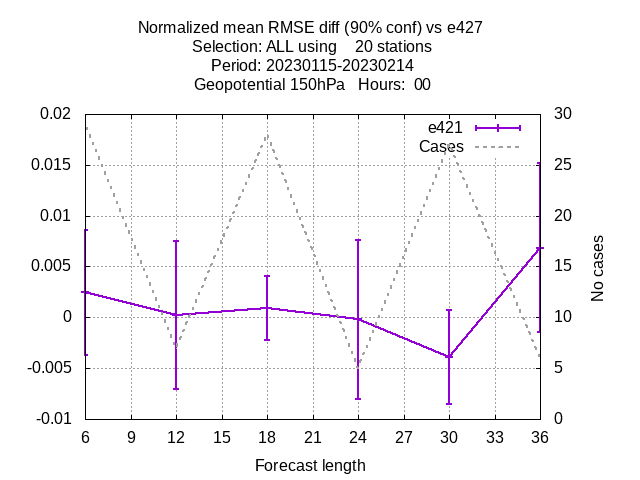 Normalized mean RMSE diff (90% conf) vs e427
Selection: ALL using    20 stations
Period: 20230115-20230214
Geopotential 150hPa   Hours:  00
0.02
0.015
0.01
0.005
0
-0.005
-0.01
30
25
20
15
10
5
0
e421
Cases
No cases
6 9 12 15 18 21 24 27 30 33 36
Forecast length